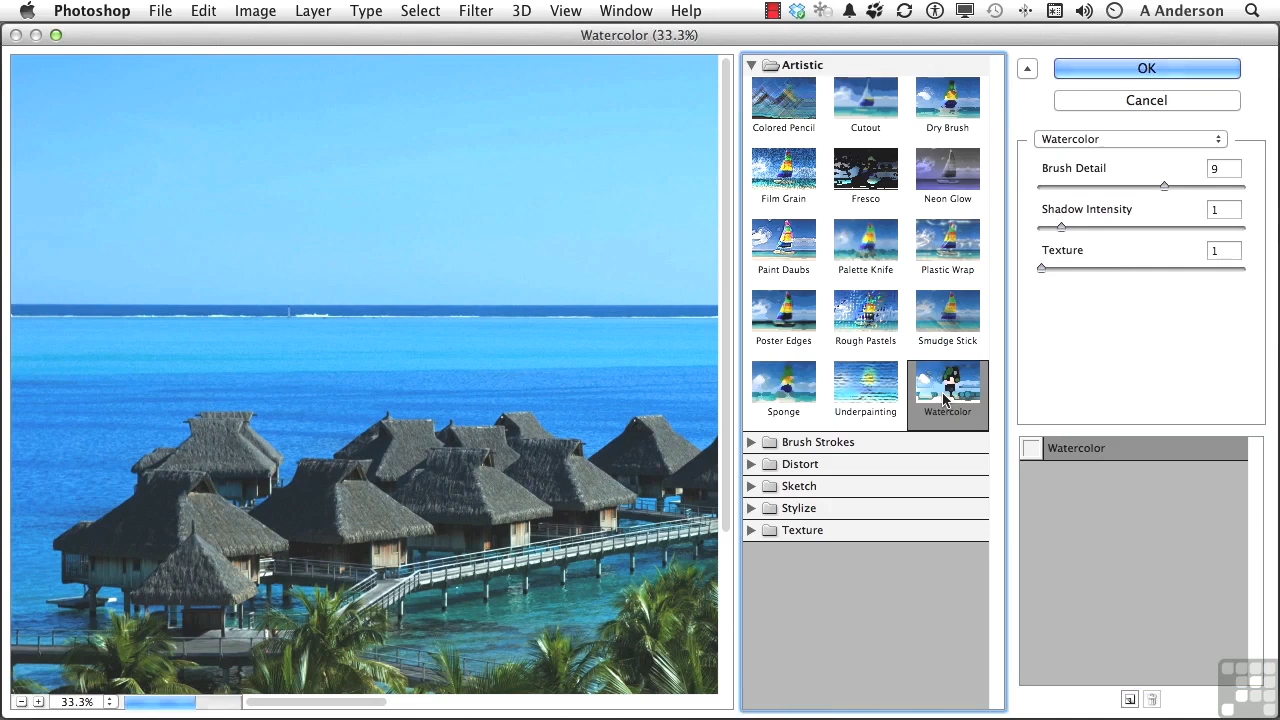 Photoshop File Edit Image Layer Type Select Filter 3D View Window Help A Anderson
Watercolor (33.3%)
Artistic
Colored Pencil Cutout Dry Brush
Film Grain Fresco Neon Glow
Paint Daubs Palette Knife Plastic Wrap
Poster Edges Rough Pastels Smudge Stick
Sponge Underpainting Watercolor
Brush Strokes
Distort
Sketch
Stylize
Texture
OK
Cancel
Watercolor
Brush Detail 9
Shadow Intensity 1
Texture 1
Watercolor
33.3%